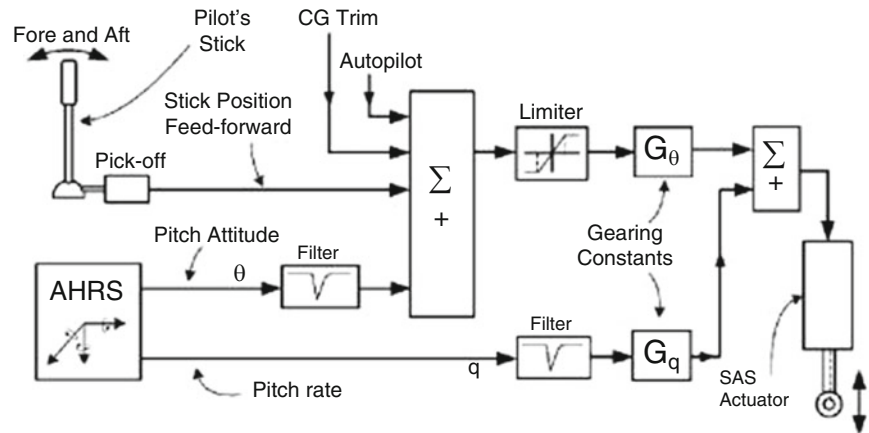 CG Trim
Pilot's
Stick
Fore and Aft
Autopilot
Stick Position
Feed-forward
Limiter
Pick-off
Σ
+
Gθ
Σ
+
Pitch Attitude
θ
Filter
Gearing
Constants
AHRS
Filter
q
Gq
Pitch rate
SAS
Actuator